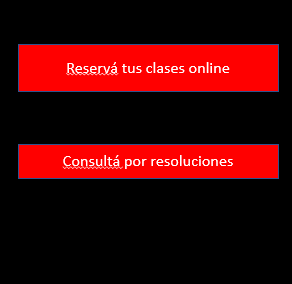 Reservá tus clases online
Consultá por resoluciones